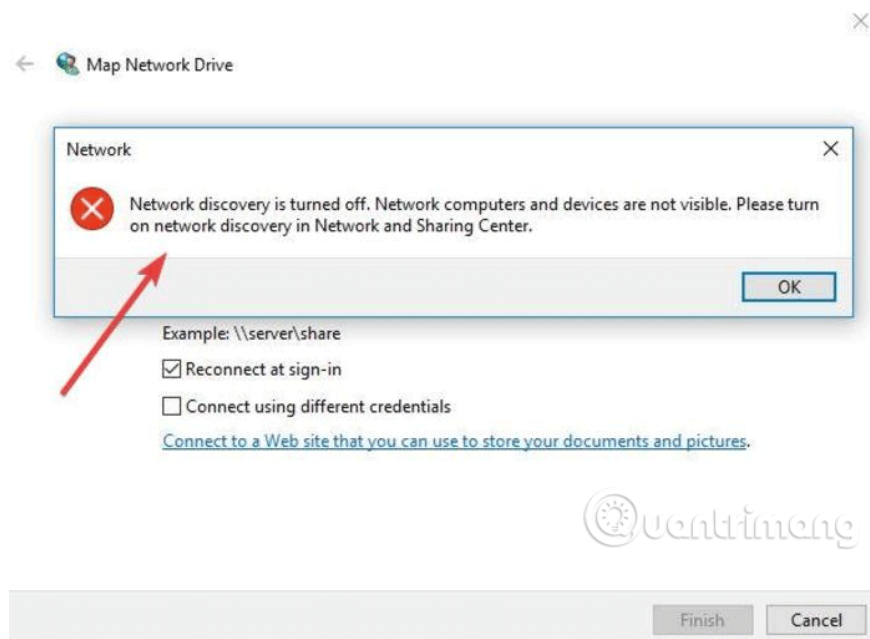 Map Network Drive
Network
Network discovery is turned off. Network computers and devices are not visible. Please turn
on network discovery in Network and Sharing Center.
OK
Example: \\server\share
Reconnect at sign-in
Connect using different credentials
Connect to a Web site that you can use to store your documents and pictures.
Quantrimang
Finish
Cancel